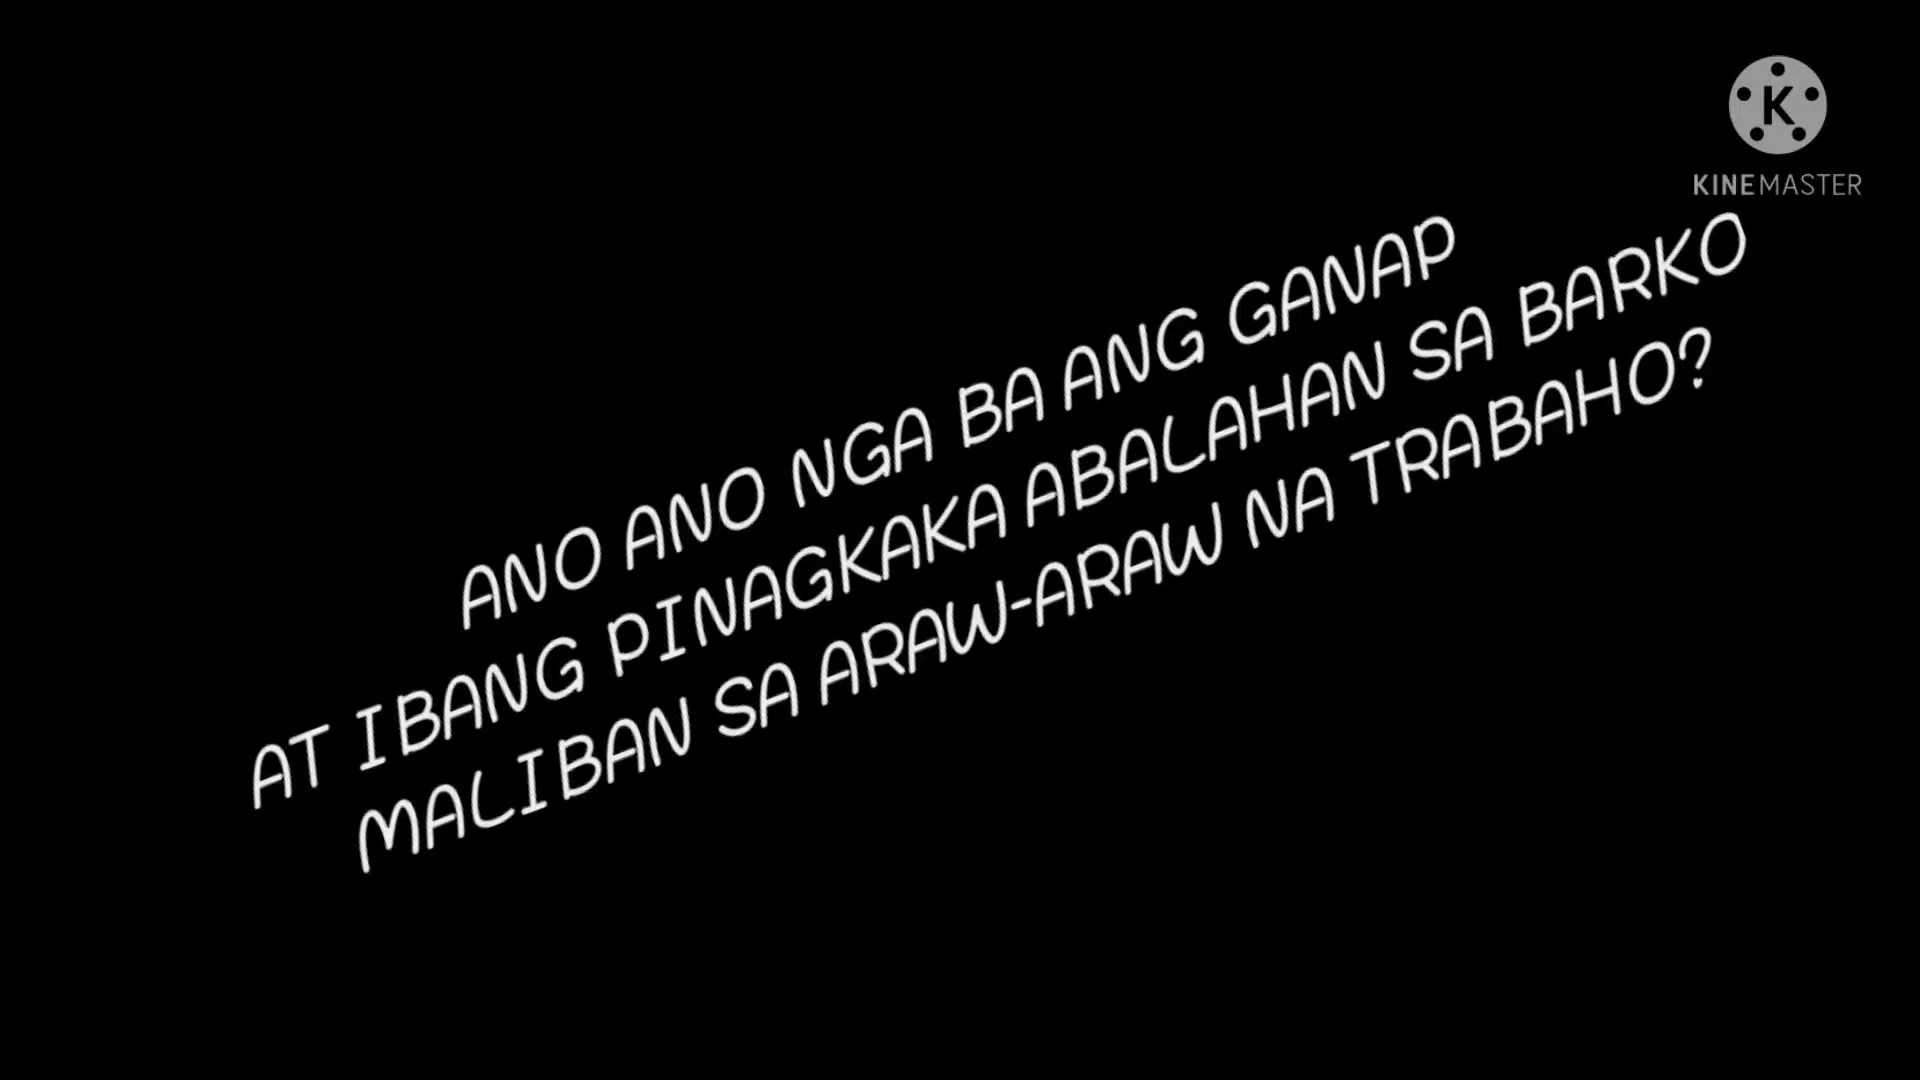 K
KINEMASTER
ANO ANO NGA BA ANG GANAP
AT IBANG PINAGKAKA ABALAHAN SA BARKO
MALIBAN SA ARAW-ARAW NA TRABAHO?